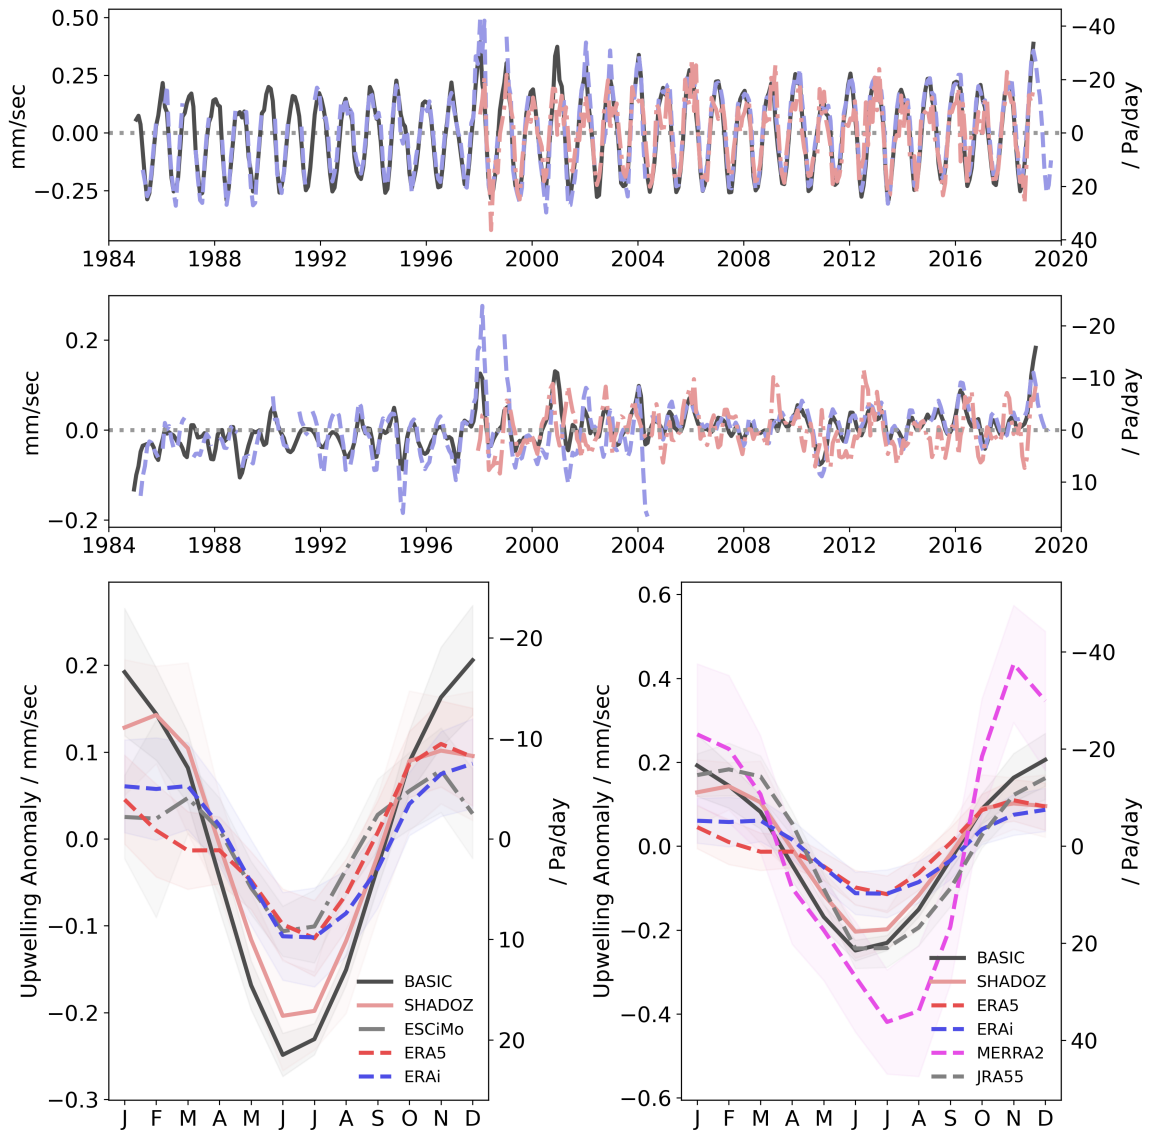 0.50
0.25
0.00
−0.25
mm/sec
−40
−20
0
20
40
/ Pa/day
1984 1988 1992 1996 2000 2004 2008 2012 2016 2020
0.2
0.0
−0.2
mm/sec
−20
−10
0
10
/ Pa/day
1984 1988 1992 1996 2000 2004 2008 2012 2016 2020
0.2
0.1
0.0
−0.1
−0.2
−0.3
Upwelling Anomaly / mm/sec
−20
−10
0
10
20
/ Pa/day
BASIC
SHADOZ
ESCiMo
ERA5
ERAi
J F M A M J J A S O N D
0.6
0.4
0.2
0.0
−0.2
−0.4
−0.6
Upwelling Anomaly / mm/sec
−40
−20
0
20
40
/ Pa/day
BASIC
SHADOZ
ERA5
ERAi
MERRA2
JRA55
J F M A M J J A S O N D